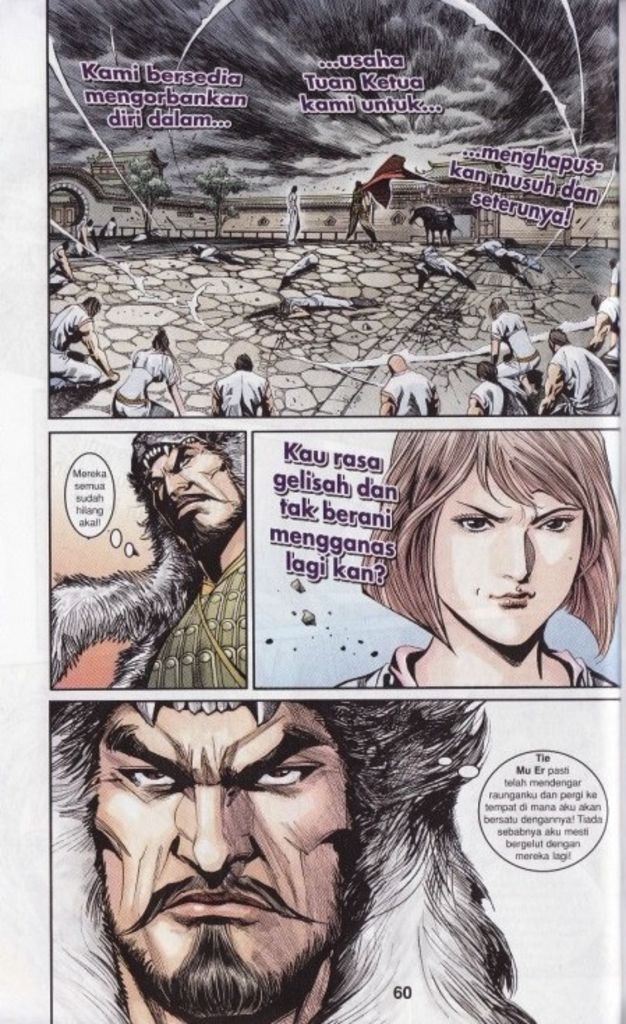 Kami bersedia
mengorbankan
diri dalam...
...usaha
Tuan Ketua
kami untuk...
...menghapus-
kan musuh dan
seterunya!
Mereka
semua
sudah
hilang
akal!
Kau rasa
gelisah dan
tak berani
mengganas
lagi kan?
Tie
Mu Er pasti
telah mendengar
raunganku dan pergi ke
tempat di mana aku akan
bersatu dengannya! Tiada
sebabnya aku mesti
bergelut dengan
mereka lagi!
60